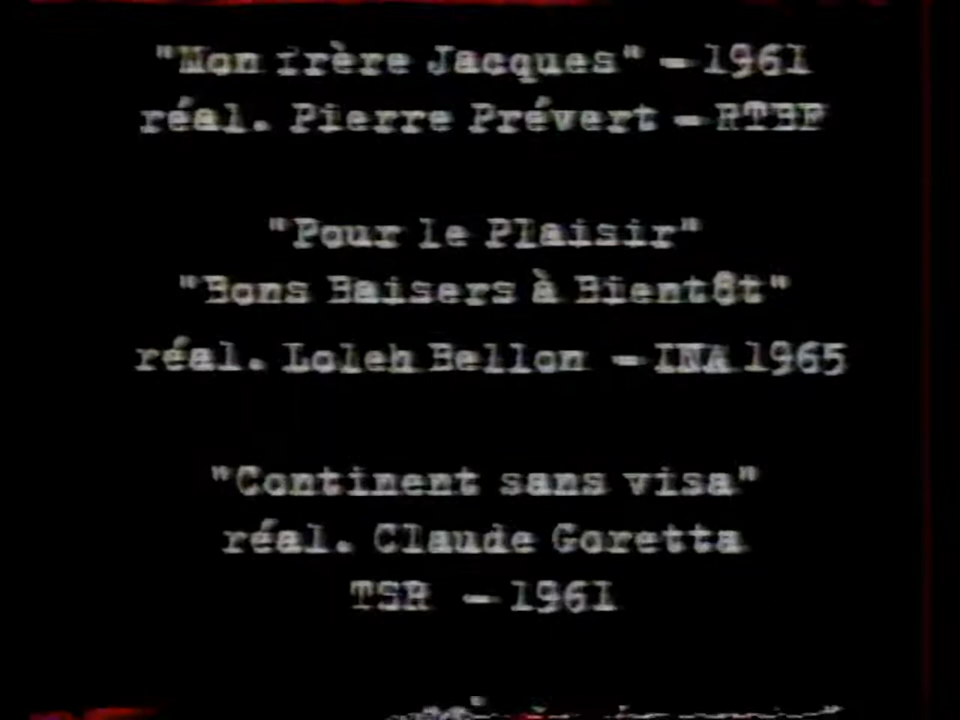 "Mon frère Jacques" — 1961
réal. Pierre Prévert — RTBF
"Pour le Plaisir"
"Bons Baisers à Bientôt"
réal. Loleh Bellon — INA 1965
"Continent sans visa"
réal. Claude Goretta
TSR — 1961